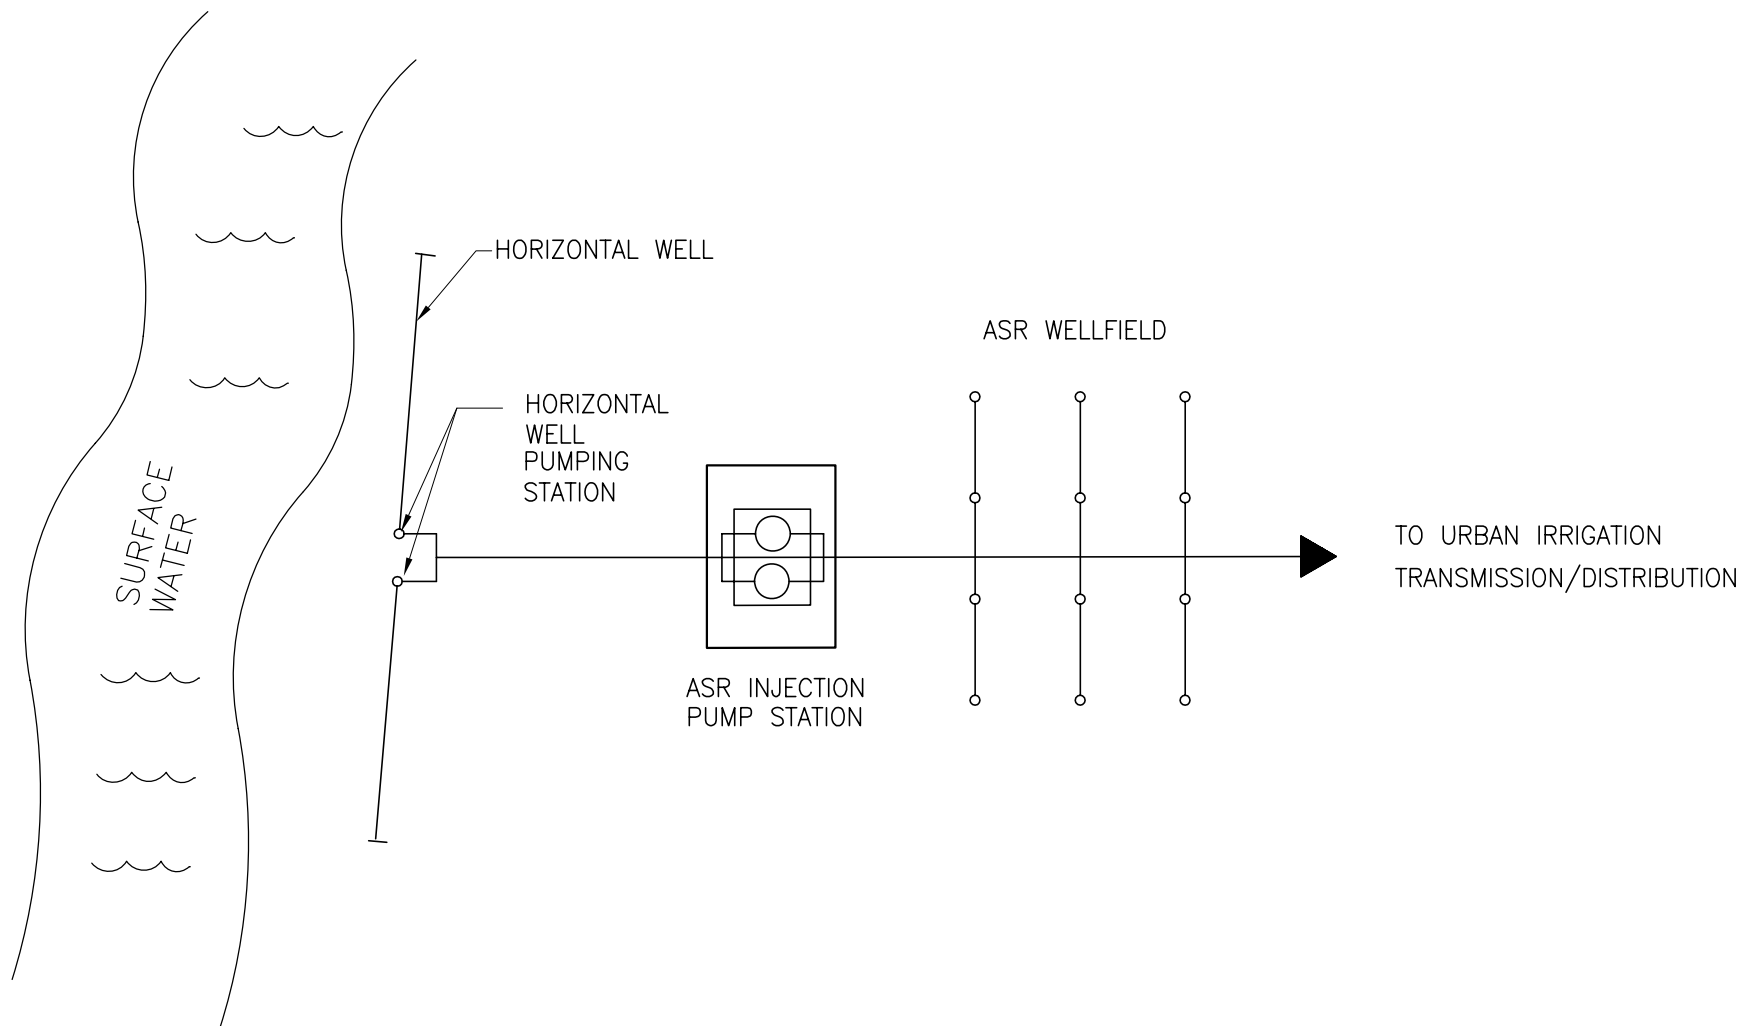 HORIZONTAL WELL
ASR WELLFIELD
HORIZONTAL
WELL
PUMPING
STATION
SURFACE
WATER
TO URBAN IRRIGATION
TRANSMISSION/DISTRIBUTION
ASR INJECTION
PUMP STATION